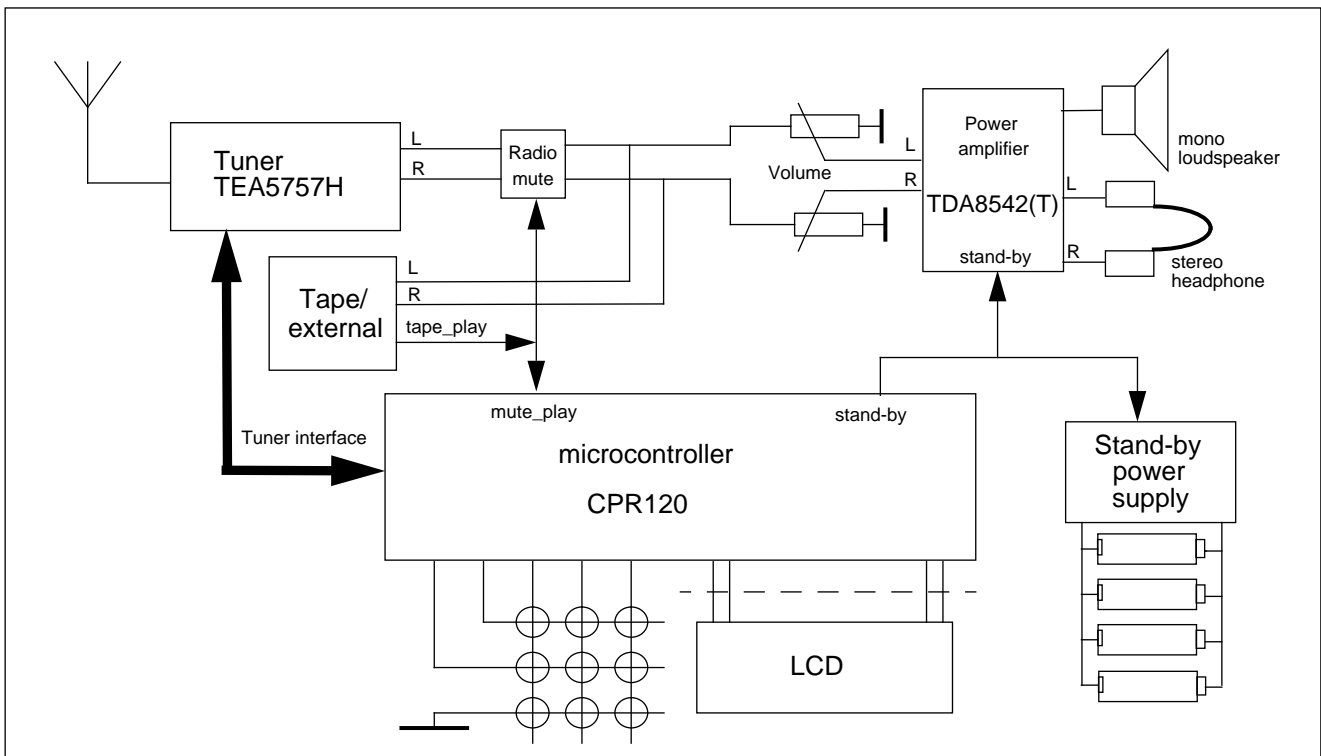 Tuner
TEA5757H
L
R
Radio
mute
Volume
L
R
Power
amplifier
TDA8542(T)
stand-by
mono
loudspeaker
L
R
stereo
headphone
Tape/
external
L
R
tape_play
Tuner interface
mute_play
stand-by
microcontroller
CPR120
Stand-by
power
supply
LCD